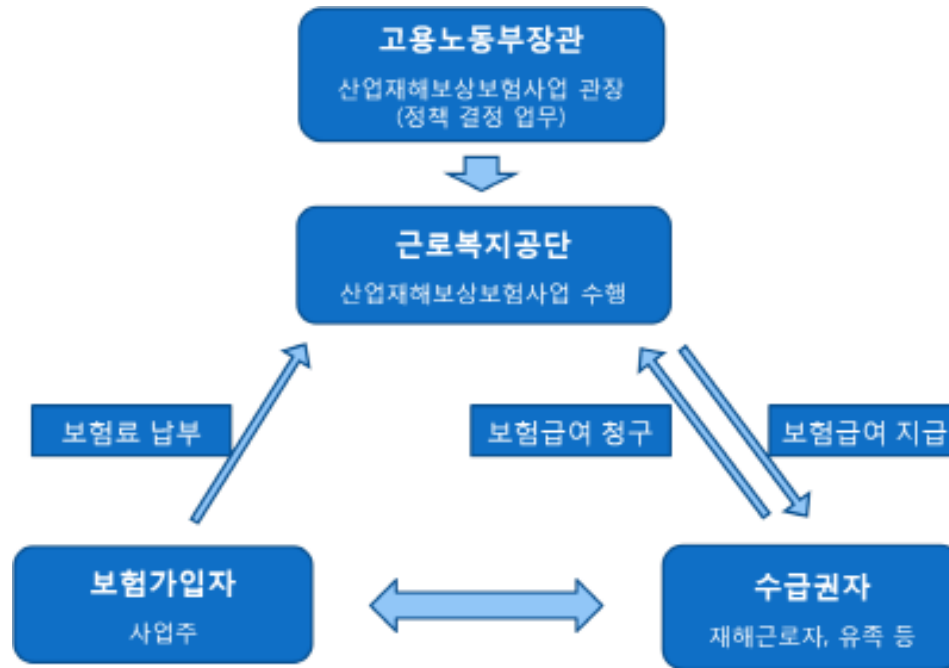 고용노동부장관
산업재해보상보험사업 관장
(정책 결정 업무)
근로복지공단
산업재해보상보험사업 수행
보험료 납부
보험급여 청구
보험급여 지급
보험가입자
사업주
수급권자
재해근로자, 유족 등